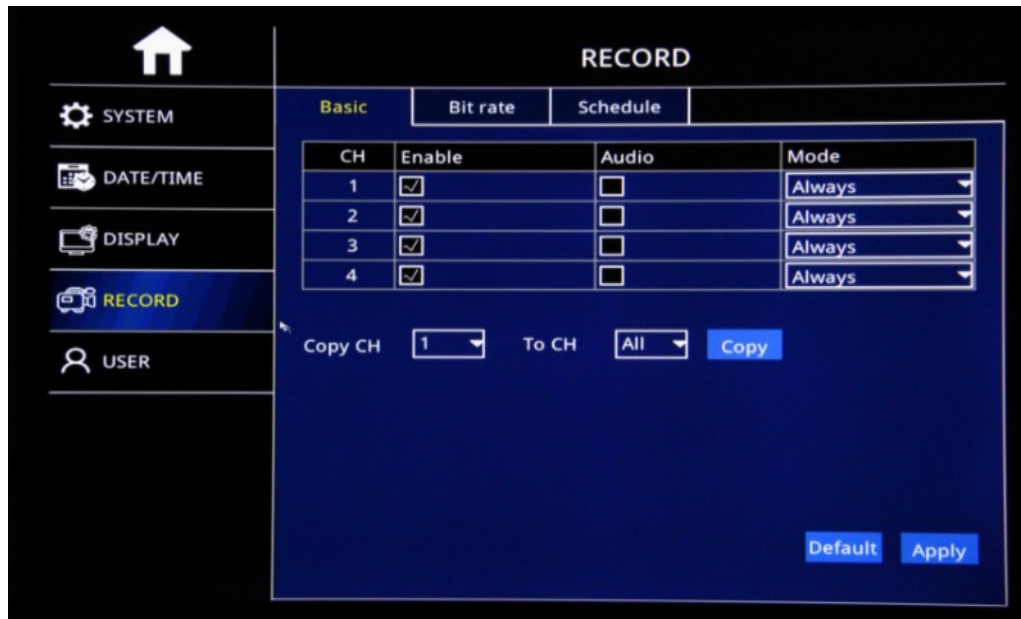 RECORD
SYSTEM
DATE/TIME
DISPLAY
RECORD
USER
Basic Bit rate Schedule
CH Enable Audio Mode
1 Always
2 Always
3 Always
4 Always
Copy CH 1 To CH All Copy
Default Apply